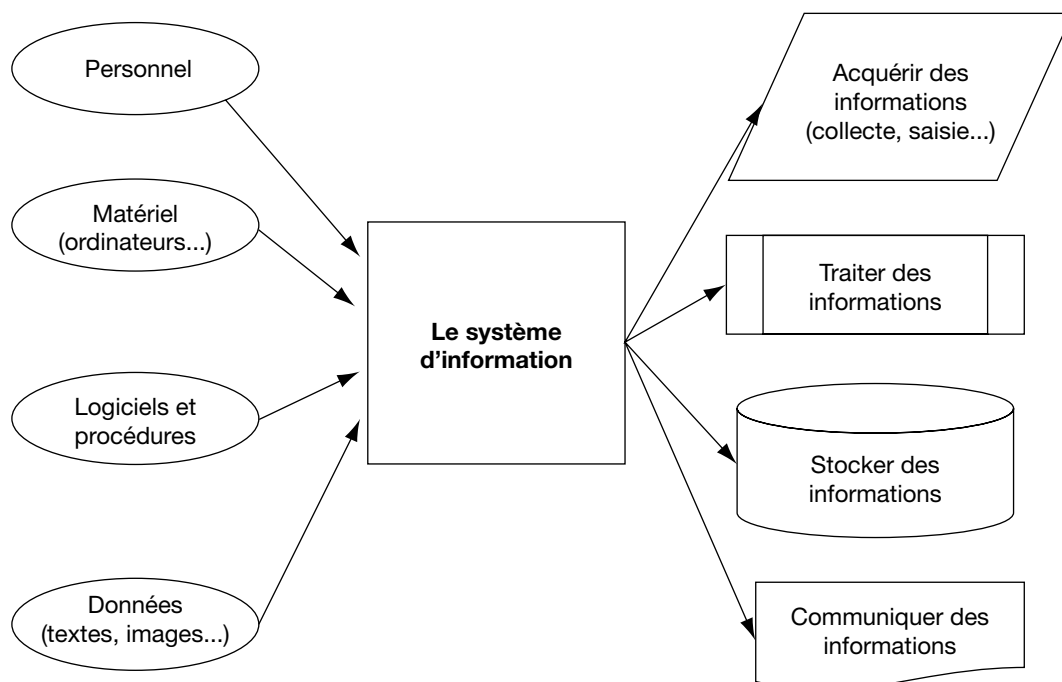 Personnel
Matériel
(ordinateurs...)
Logiciels et
procédures
Données
(textes, images...)
Le système
d’information
Acquérir des
informations
(collecte, saisie...)
Traiter des
informations
Stocker des
informations
Communiquer des
informations